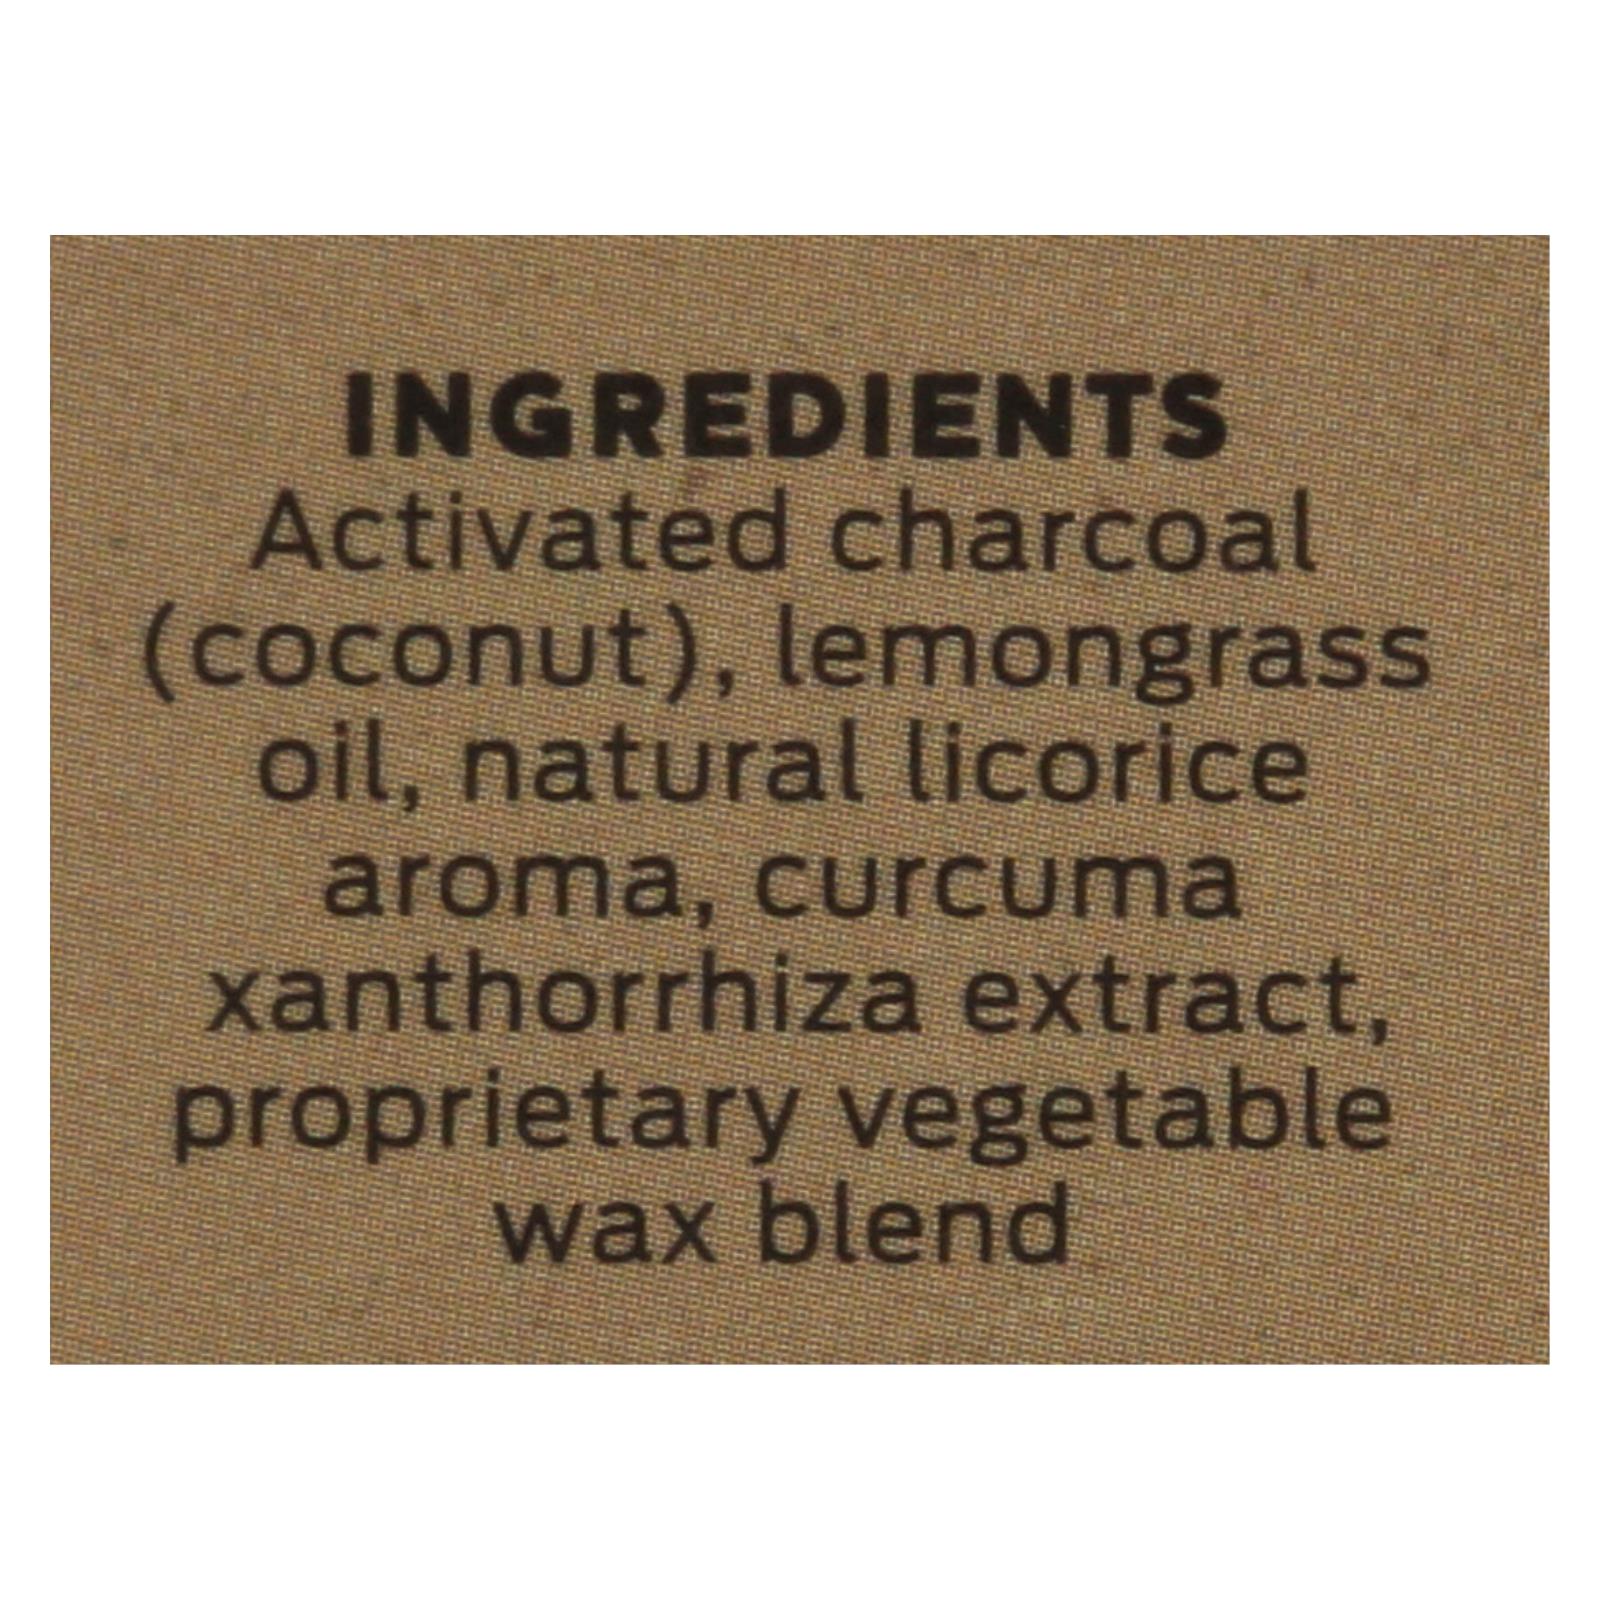 INGREDIENTS
Activated charcoal
(coconut), lemongrass
oil, natural licorice
aroma, curcuma
xanthorrhiza extract,
proprietary vegetable
wax blend